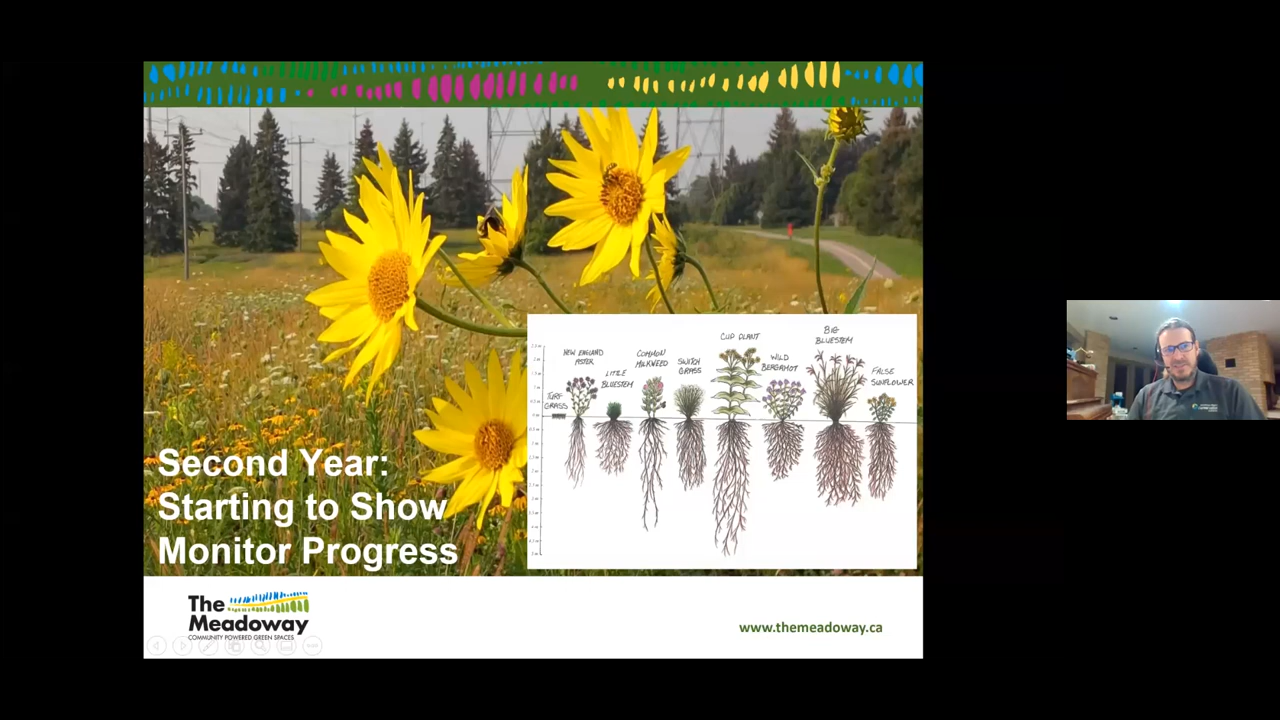 NEW ENGLAND
ASTER
LITTLE
BLUESTEM
COMMON
MILKWEED
SWITCH
GRASS
CUP PLANT
WILD
BERGAMOT
BIG
BLUESTEM
FALSE
SUNFLOWER
TURF
GRASS
Second Year:
Starting to Show
Monitor Progress
The
Meadoway
COMMUNITY POWERED GREEN SPACES
www.themeadoway.ca